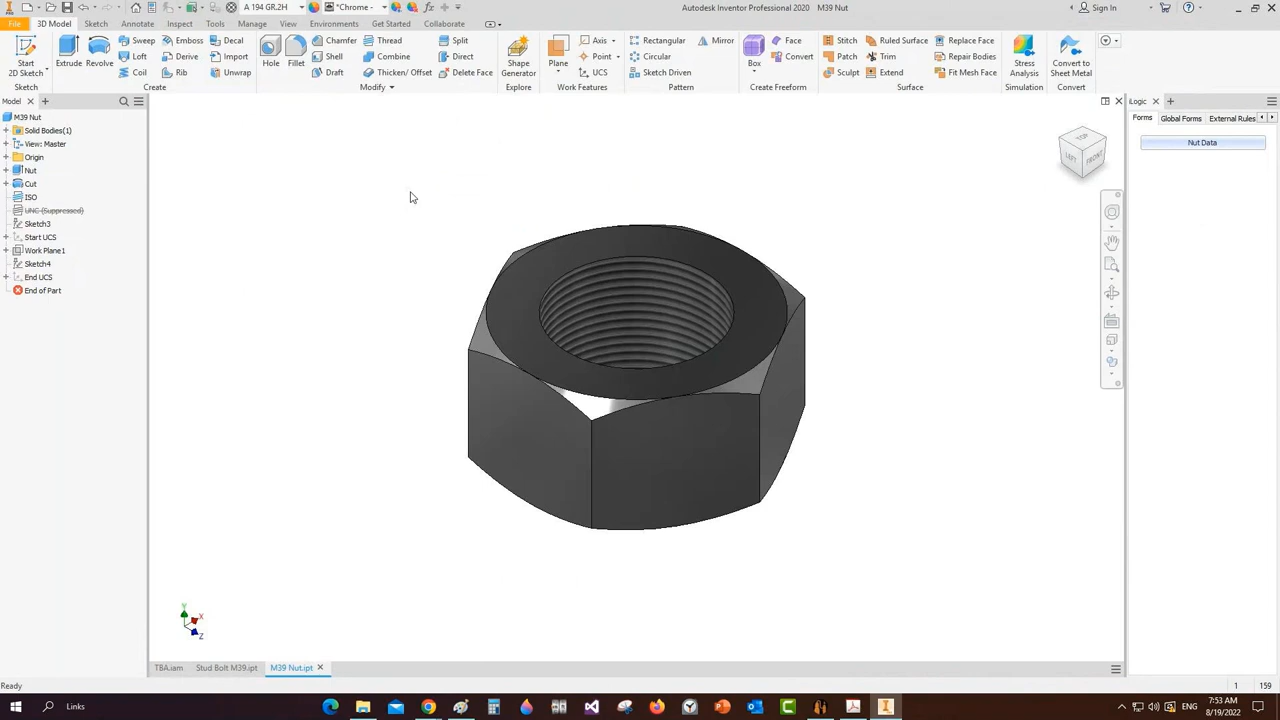 A 194 GR.2H
*Chrome -
Autodesk Inventor Professional 2020 M39 Nut
Sign In
File
3D Model
Sketch
Annotate
Inspect
Tools
Manage
View
Environments
Get Started
Collaborate
Start
2D Sketch
Extrude
Revolve
Sweep
Loft
Coil
Emboss
Derive
Rib
Decal
Import
Unwrap
Hole
Fillet
Chamfer
Shell
Draft
Thread
Combine
Thicken/ Offset
Split
Direct
Delete Face
Shape
Generator
Plane
Axis
Point
UCS
Rectangular
Circular
Sketch Driven
Mirror
Box
Face
Convert
Stitch
Patch
Sculpt
Ruled Surface
Trim
Extend
Replace Face
Repair Bodies
Fit Mesh Face
Stress
Analysis
Convert to
Sheet Metal
Sketch
Create
Modify
Explore
Work Features
Pattern
Create Freeform
Surface
Simulation
Convert
Model
M39 Nut
Solid Bodies(1)
View: Master
Origin
Nut
Cut
ISO
UNC (Suppressed)
Sketch3
Start UCS
Work Plane1
Sketch4
End UCS
End of Part
TOP
LEFT
FRONT
iLogic
Forms
Global Forms
External Rules
Nut Data
Y
X
Z
TBA.iam
Stud Bolt M39.ipt
M39 Nut.ipt
Ready
1
159
Links
7:53 AM
8/19/2022